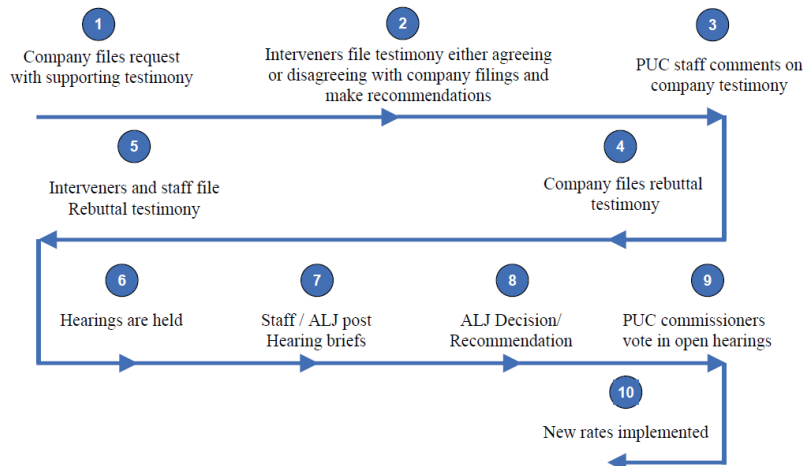 1
Company files request
with supporting testimony
2
Interveners file testimony either agreeing
or disagreeing with company filings and
make recommendations
3
PUC staff comments on
company testimony
4
Company files rebuttal
testimony
5
Interveners and staff file
Rebuttal testimony
6
Hearings are held
7
Staff / ALJ post
Hearing briefs
8
ALJ Decision/
Recommendation
9
PUC commissioners
vote in open hearings
10
New rates implemented